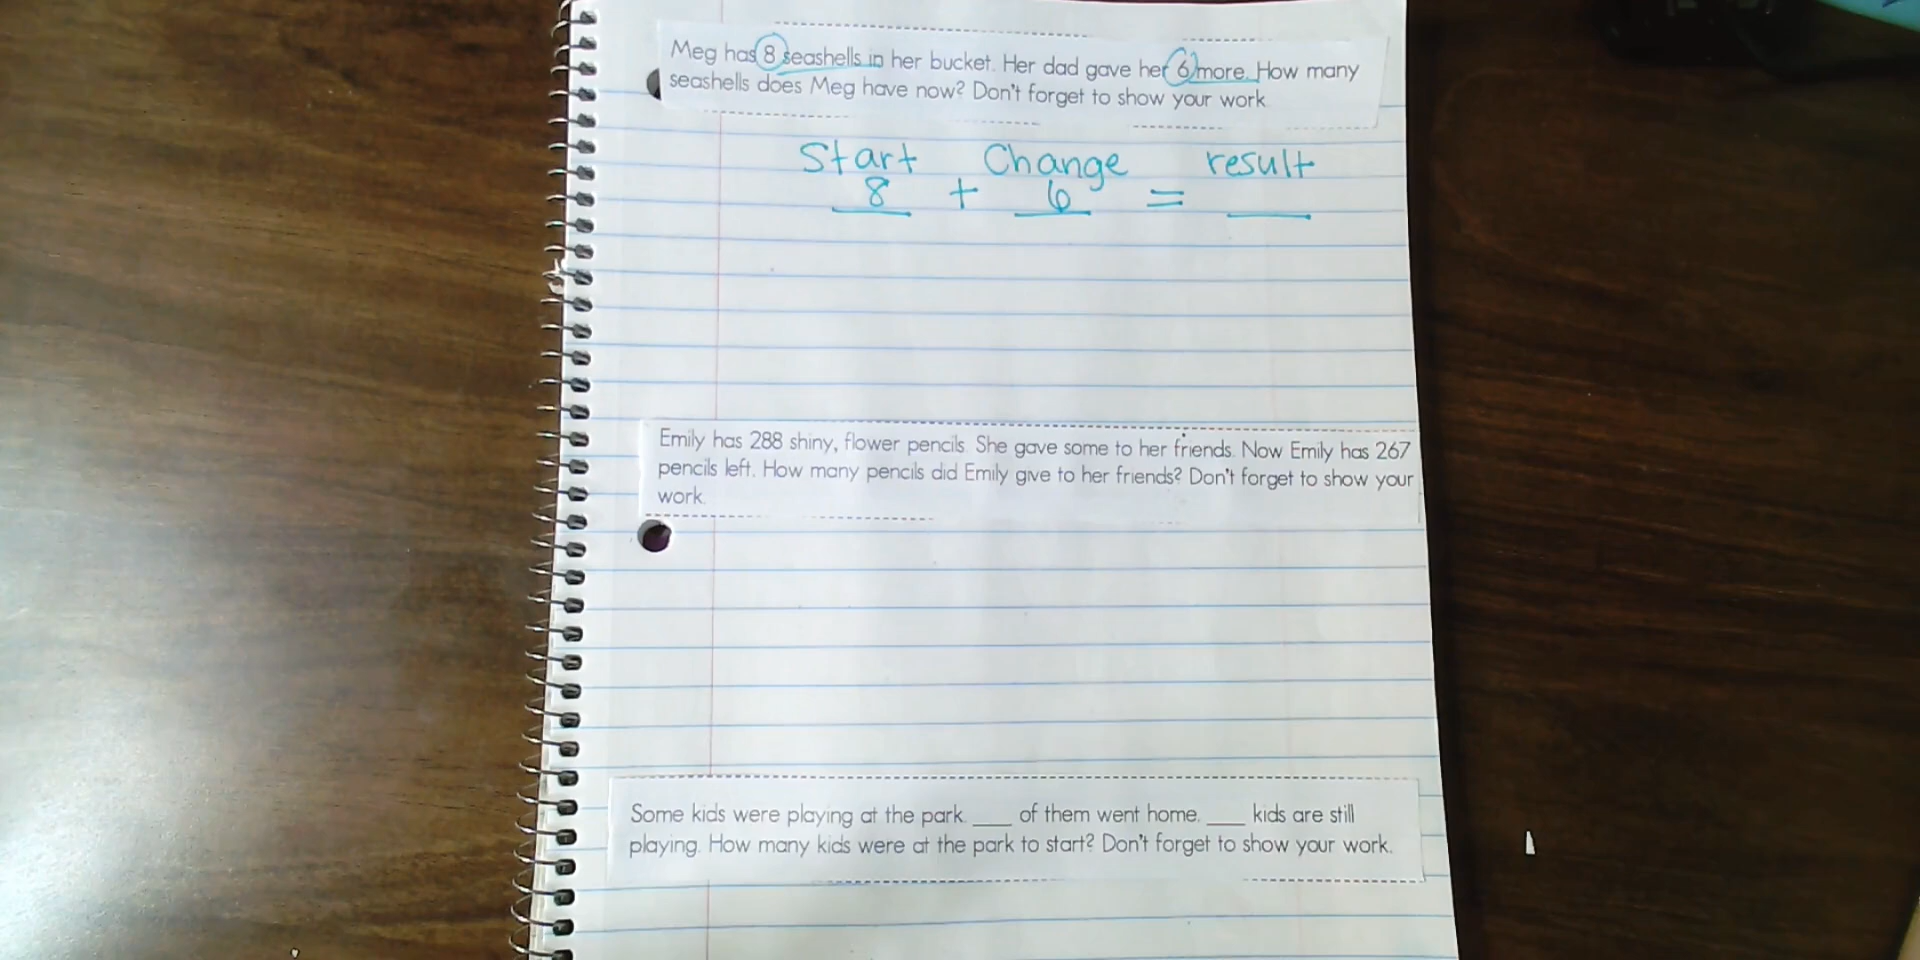 Meg has 8 seashells in her bucket. Her dad gave her 6 more. How many
seashells does Meg have now? Don't forget to show your work.
Start Change result
8 + 6 = ___
Emily has 288 shiny, flower pencils. She gave some to her friends. Now Emily has 267
pencils left. How many pencils did Emily give to her friends? Don't forget to show your
work.
Some kids were playing at the park. ___ of them went home. ___ kids are still
playing. How many kids were at the park to start? Don't forget to show your work.